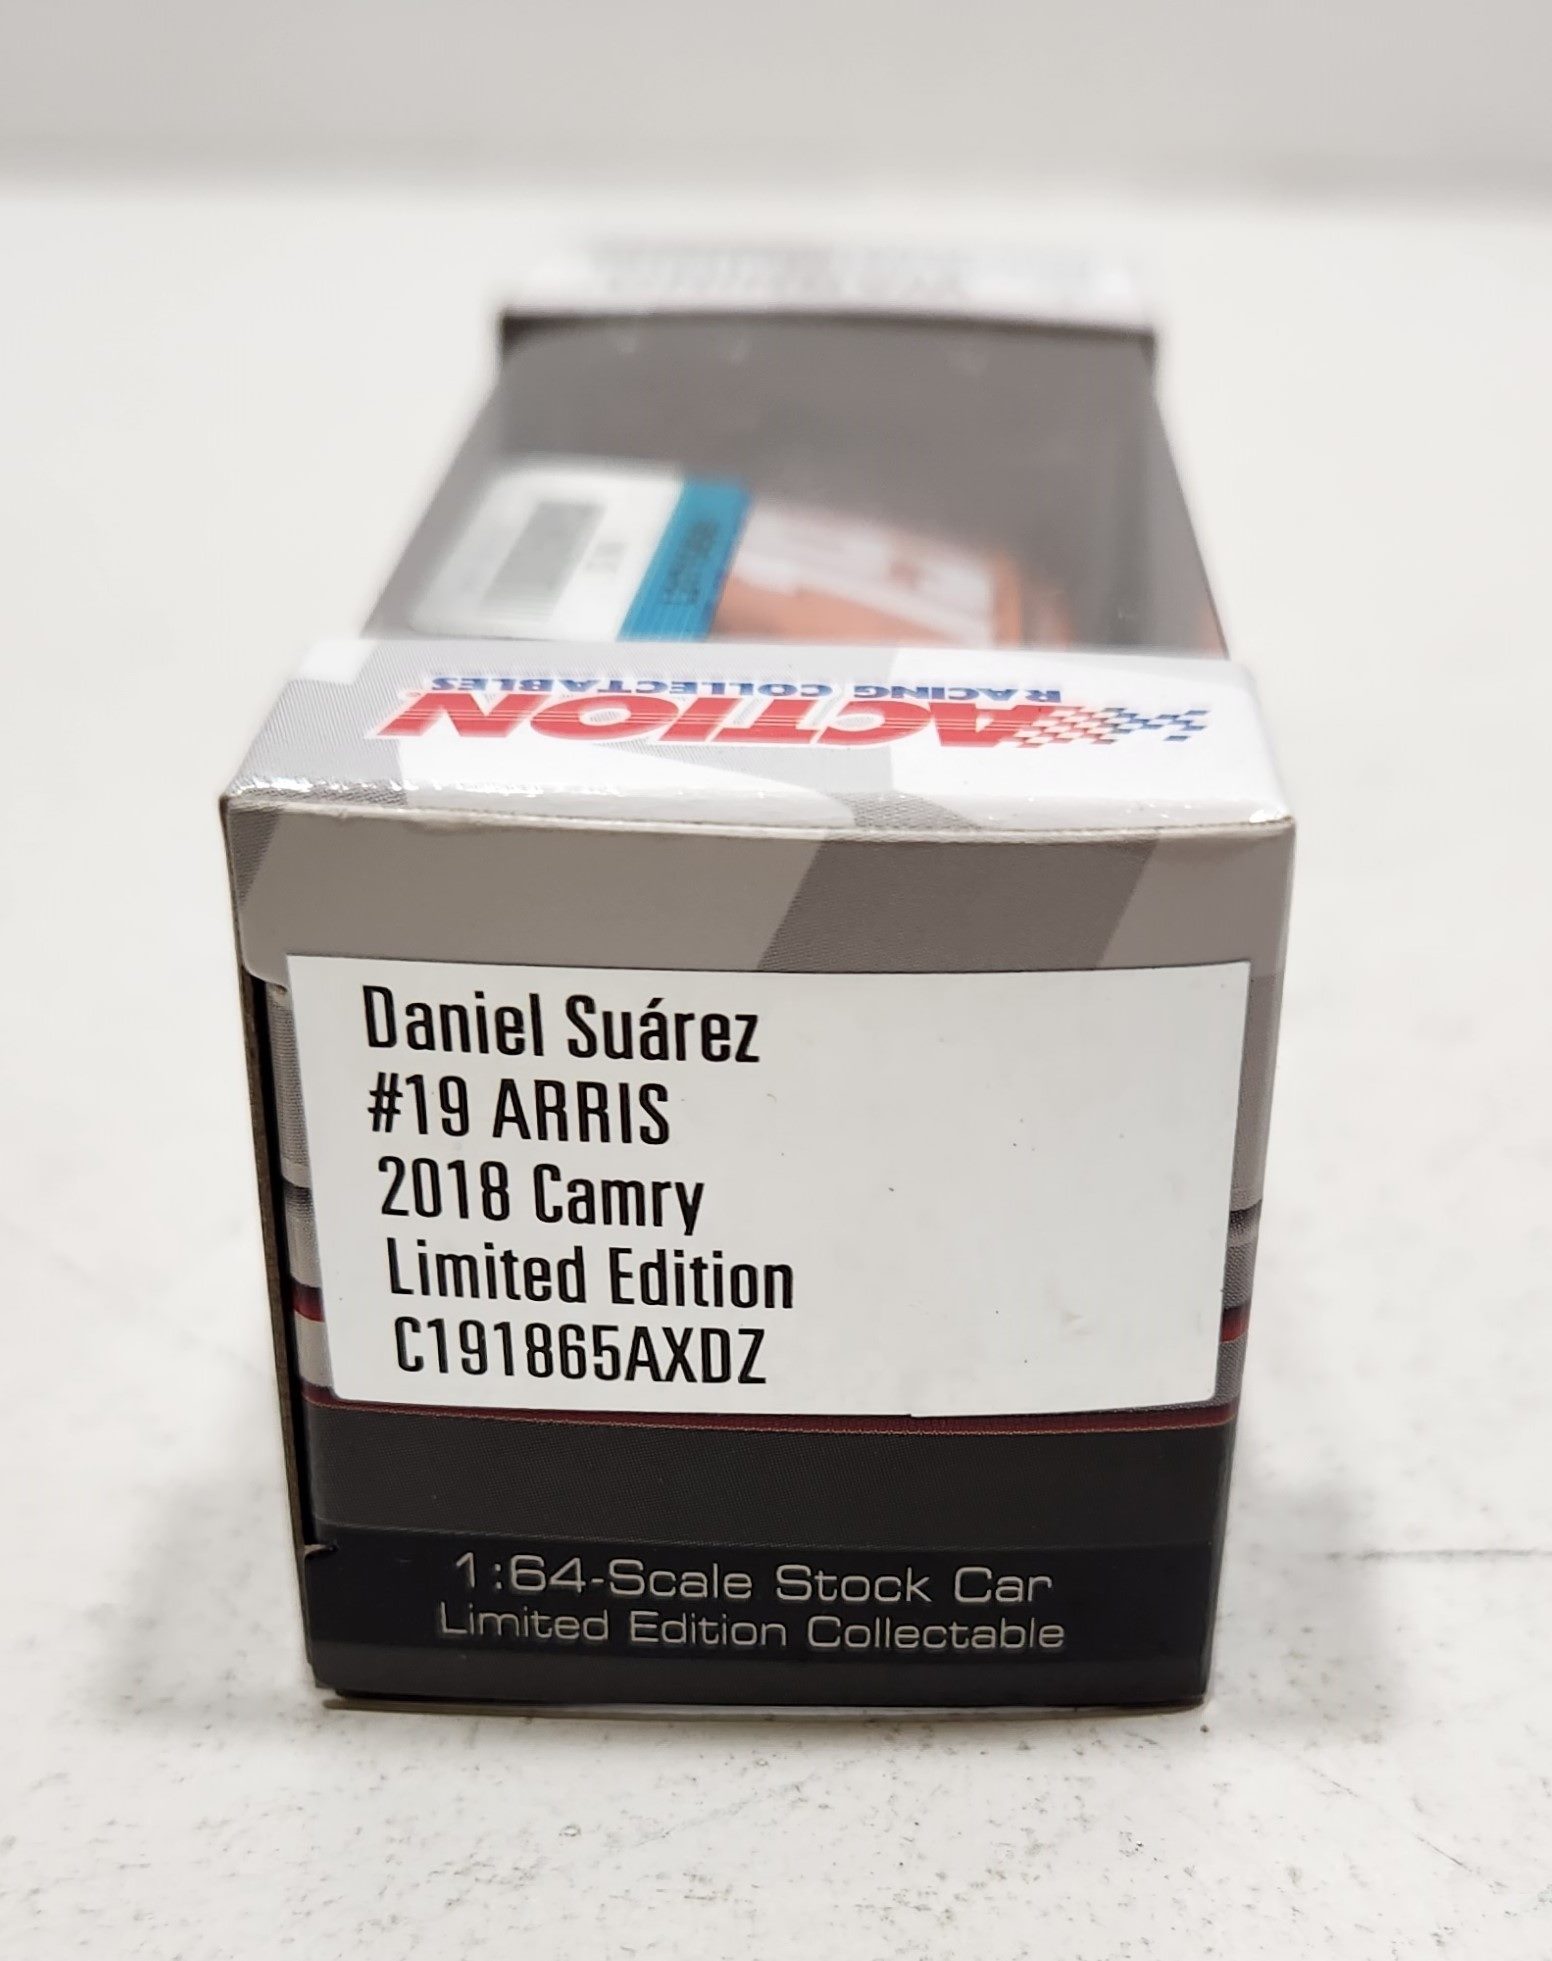 ACTION
RACING COLLECTABLES
Daniel Suárez
#19 ARRIS
2018 Camry
Limited Edition
C191865AXDZ
1:64-Scale Stock Car
Limited Edition Collectable